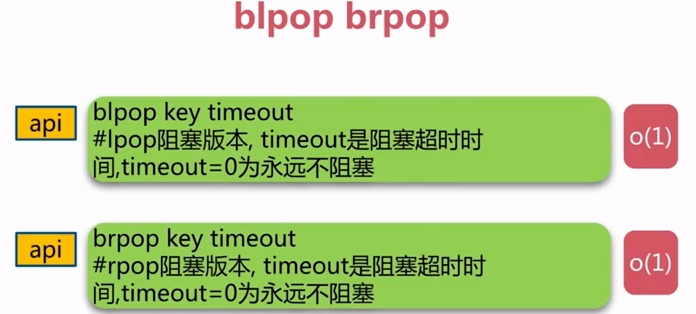 blpop brpop
api
blpop key timeout
#lpop阻塞版本, timeout是阻塞超时时
间,timeout=0为永远不阻塞
o(1)
api
brpop key timeout
#rpop阻塞版本, timeout是阻塞超时时
间,timeout=0为永远不阻塞
o(1)